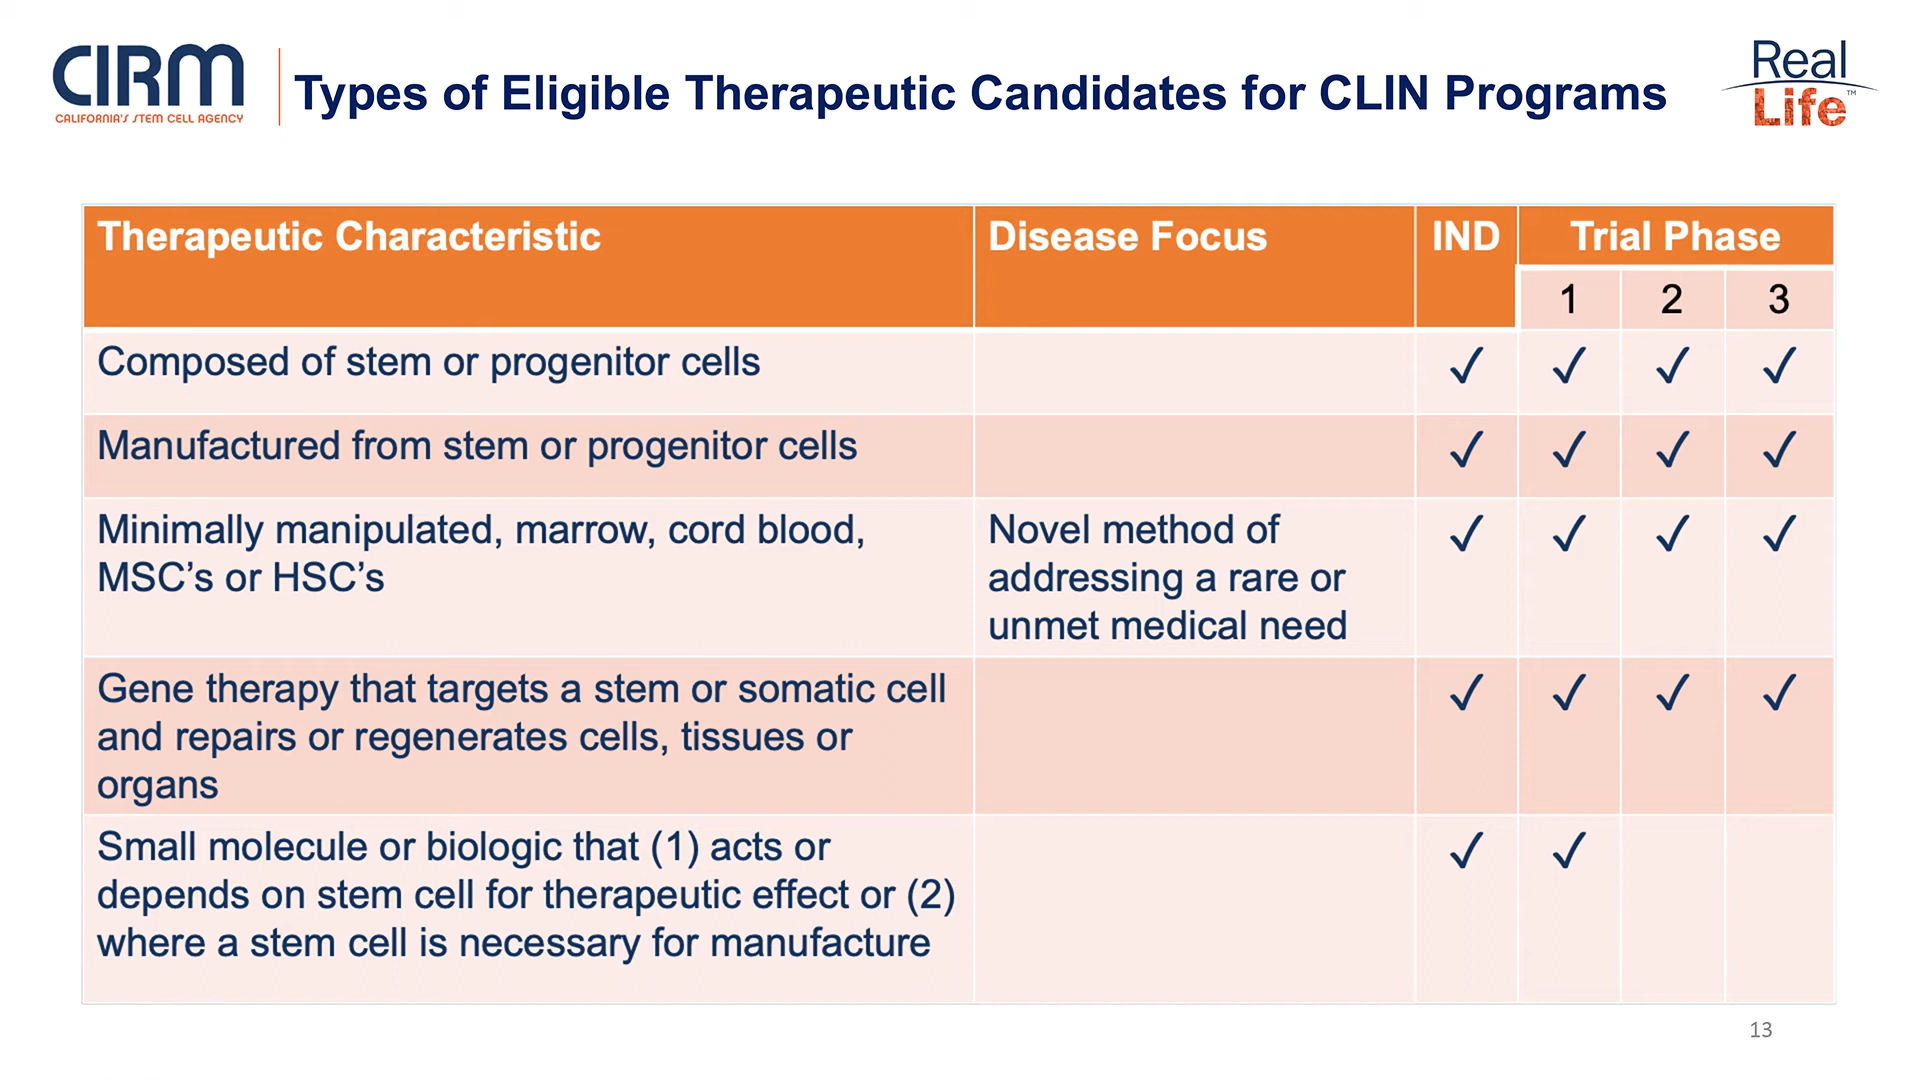 CIRM
CALIFORNIA'S STEM CELL AGENCY
Types of Eligible Therapeutic Candidates for CLIN Programs
Real
Life™
Therapeutic Characteristic
Disease Focus
IND
Trial Phase
1
2
3
Composed of stem or progenitor cells
✓ ✓ ✓ ✓
Manufactured from stem or progenitor cells
✓ ✓ ✓ ✓
Minimally manipulated, marrow, cord blood,
MSC’s or HSC’s
Novel method of
addressing a rare or
unmet medical need
✓ ✓ ✓ ✓
Gene therapy that targets a stem or somatic cell
and repairs or regenerates cells, tissues or
organs
✓ ✓ ✓ ✓
Small molecule or biologic that (1) acts or
depends on stem cell for therapeutic effect or (2)
where a stem cell is necessary for manufacture
✓ ✓
13